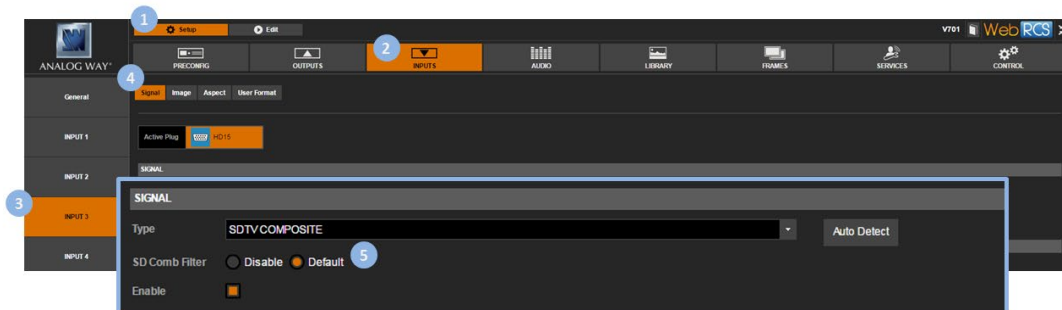 1
Setup
Edit
V701
Web RCS
ANALOG WAY®
PRECONFIG
OUTPUTS
2
INPUTS
AUDIO
LIBRARY
FRAMES
SERVICES
CONTROL
4
General
Signal Image Aspect User Format
INPUT 1
Active Plug HD15
INPUT 2
SIGNAL
3
INPUT 3
INPUT 4
SIGNAL
Type SDTV COMPOSITE Auto Detect
SD Comb Filter Disable Default 5
Enable